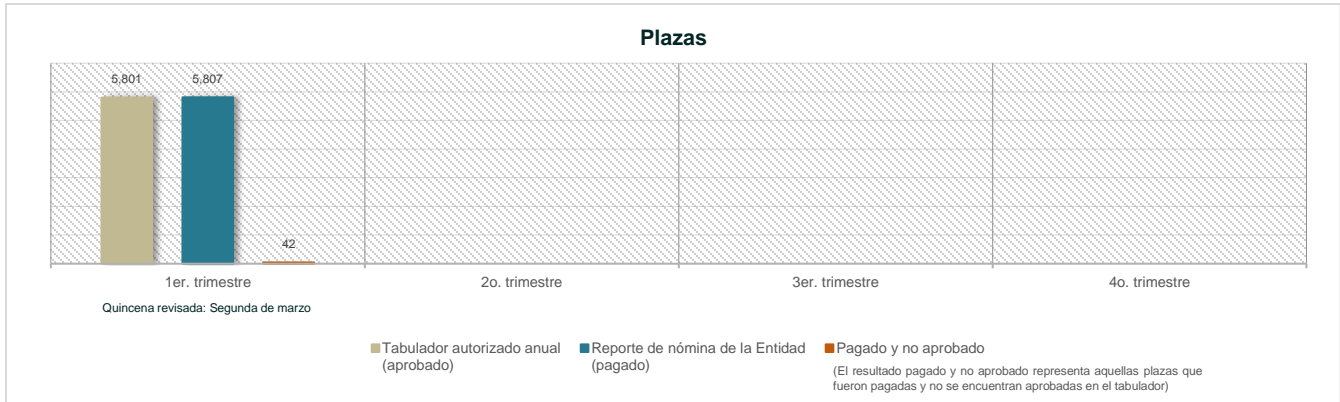 Plazas
5,801
5,807
42
1er. trimestre
2o. trimestre
3er. trimestre
4o. trimestre
Quincena revisada: Segunda de marzo
Tabulador autorizado anual
(aprobado)
Reporte de nómina de la Entidad
(pagado)
Pagado y no aprobado
(El resultado pagado y no aprobado representa aquellas plazas que
fueron pagadas y no se encuentran aprobadas en el tabulador)